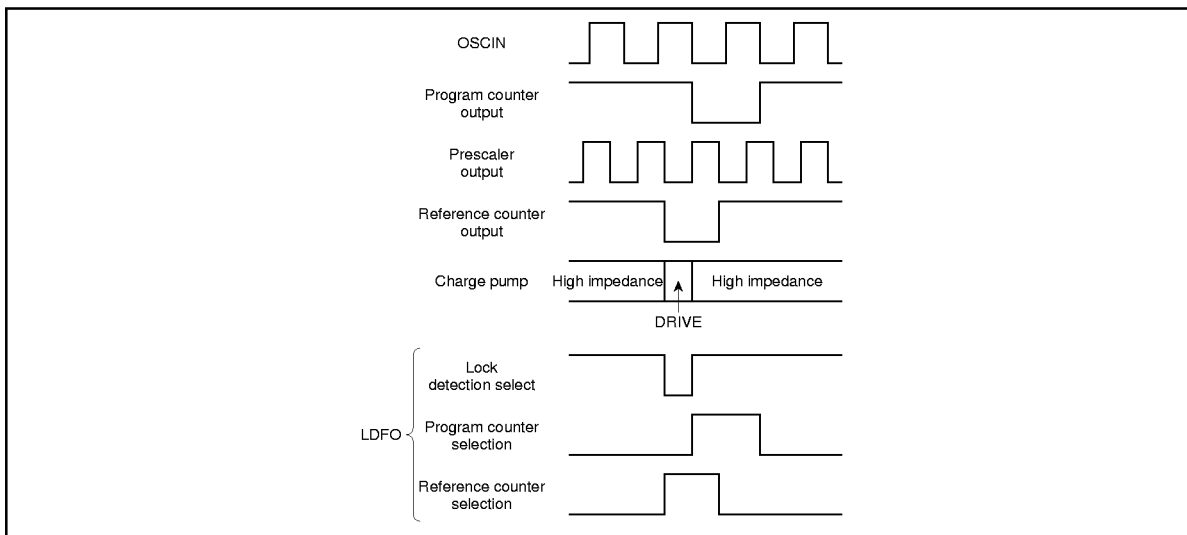 OSCIN
Program counter
output
Prescaler
output
Reference counter
output
Charge pump
High impedance
High impedance
DRIVE
LDFO
Lock
detection select
Program counter
selection
Reference counter
selection